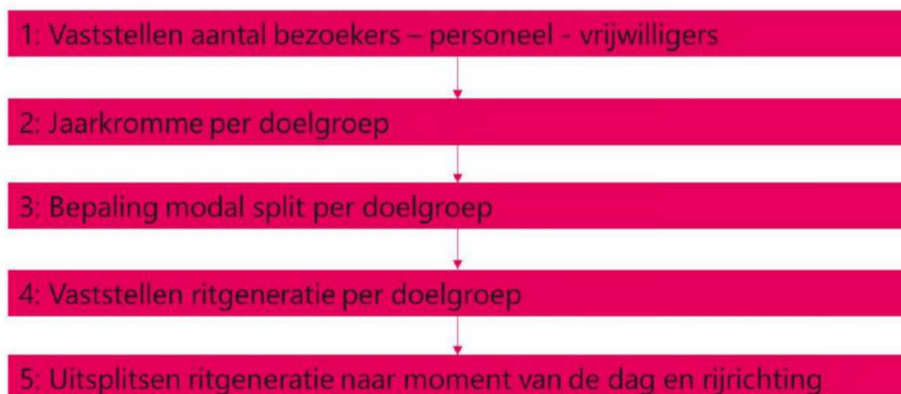 1: Vaststellen aantal bezoekers – personeel - vrijwilligers
2: Jaarkromme per doelgroep
3: Bepaling modal split per doelgroep
4: Vaststellen ritgeneratie per doelgroep
5: Uitsplitsen ritgeneratie naar moment van de dag en rijrichting